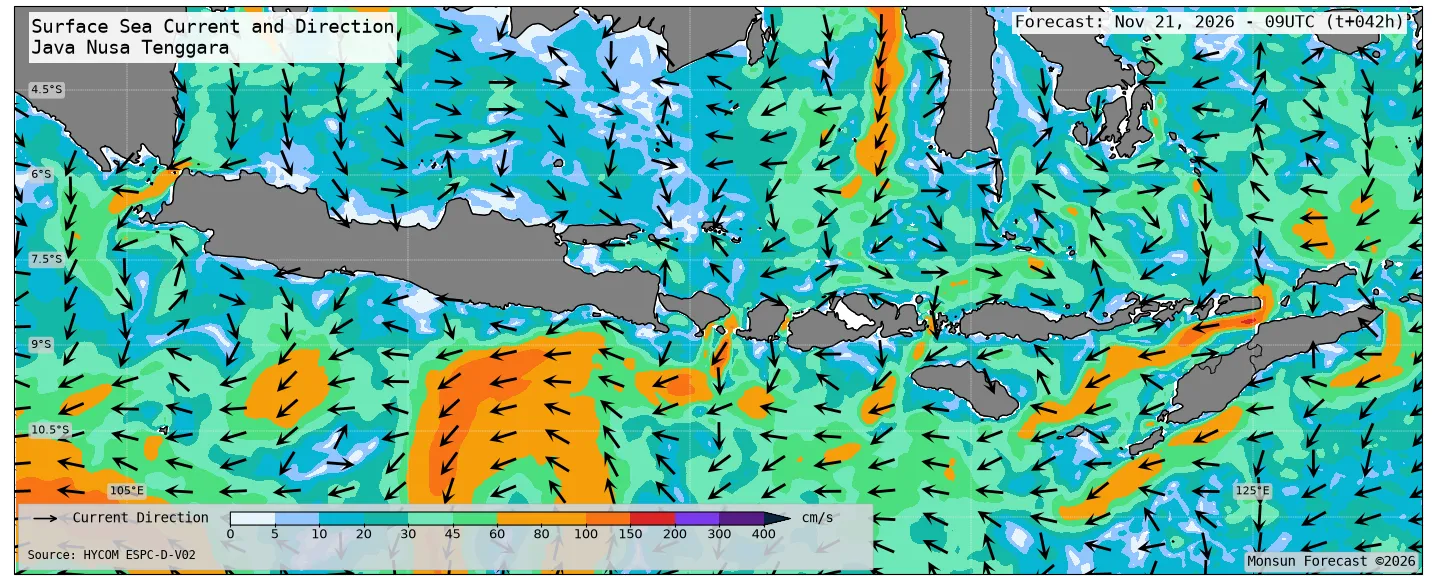 Surface Sea Current and Direction
Java Nusa Tenggara
Forecast: Nov 21, 2026 - 09UTC (t+042h)
4.5°S
6°S
7.5°S
9°S
10.5°S
105°E
125°E
Current Direction
0 5 10 20 30 45 60 80 100 150 200 300 400 cm/s
Source: HYCOM ESPC-D-V02
Monsun Forecast ©2026